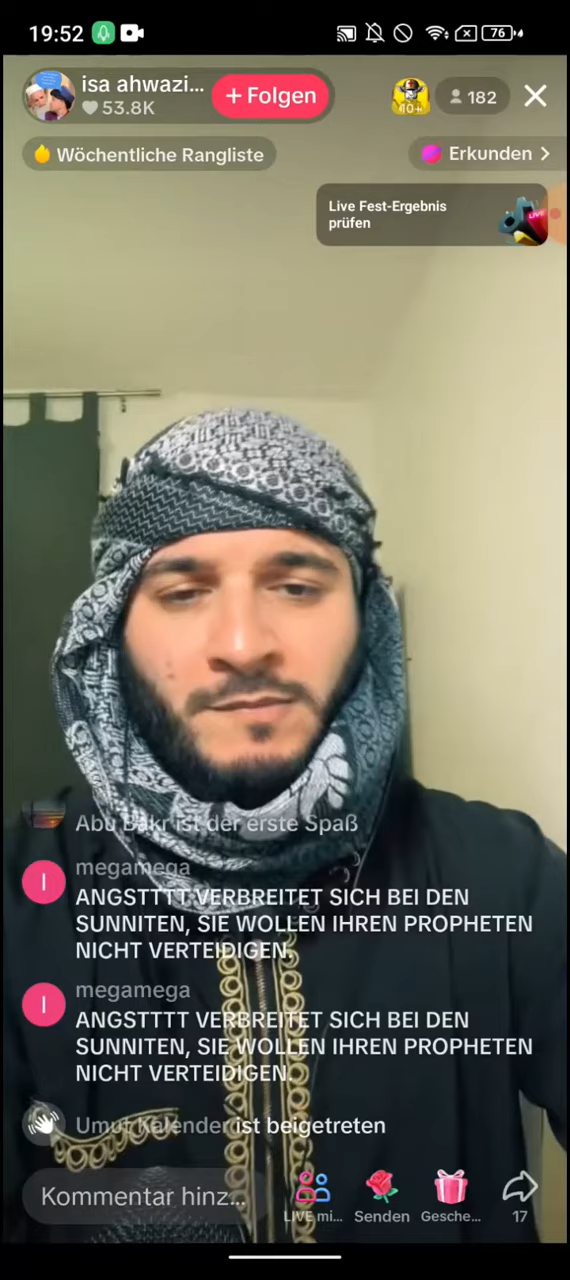 19:52
76
isa ahwazi...
53.8K
+ Folgen
10+
182
Wöchentliche Rangliste
Erkunden >
Live Fest-Ergebnis
prüfen
LIVE
Abu Bakr ist der erste Spaß
megamega
I
ANGSTTTT VERBREITET SICH BEI DEN
SUNNITEN, SIE WOLLEN IHREN PROPHETEN
NICHT VERTEIDIGEN.
megamega
I
ANGSTTTT VERBREITET SICH BEI DEN
SUNNITEN, SIE WOLLEN IHREN PROPHETEN
NICHT VERTEIDIGEN.
Umut Kalender ist beigetreten
Kommentar hinz...
LIVE mi...
Senden
Gesche...
17